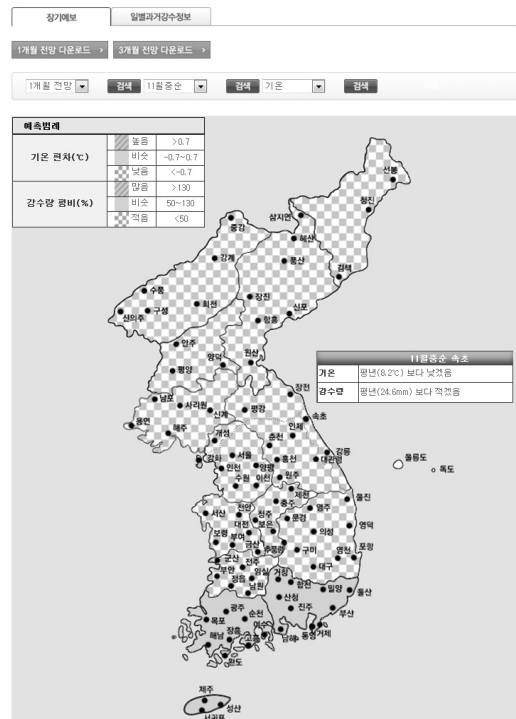 장기예보 일별과거강수정보
1개월 전망 다운로드 > 3개월 전망 다운로드 >
1개월 전망 검색 11월중순 검색 기온 검색
예측범례
기온 편차(℃) 높음 >0.7
비슷 -0.7~0.7
낮음 <-0.7
강수량 평비(%) 많음 >130
비슷 50~130
적음 <50
선봉
청진
삼지연
중강
혜산
강계 풍산
김책
수풍 장진
신의주 구성 희천 신포
함흥
안주
양덕 원산
평양
11월중순 속초
기온 평년(8.2℃) 보다 낮겠음
강수량 평년(24.6mm) 보다 적겠음
장전
남포 사리원 평강
용연 신계 속초
해주 개성 인제
춘천 강릉
강화 서울 홍천 대관령 울릉도
인천 양평 독도
수원 이천 원주
제천
충주 울진
서산 천안 청주 영주
대전 보은 문경 영덕
보령 부여 의성
금산 추풍령 구미 영천 포항
군산 전주 대구
부안 임실 거창 합천
정읍 남원 밀양 울산
산청
광주 순천 진주 부산
목포 여수
장흥 거제
해남 고흥 남해 통영
완도
제주
성산
서귀포